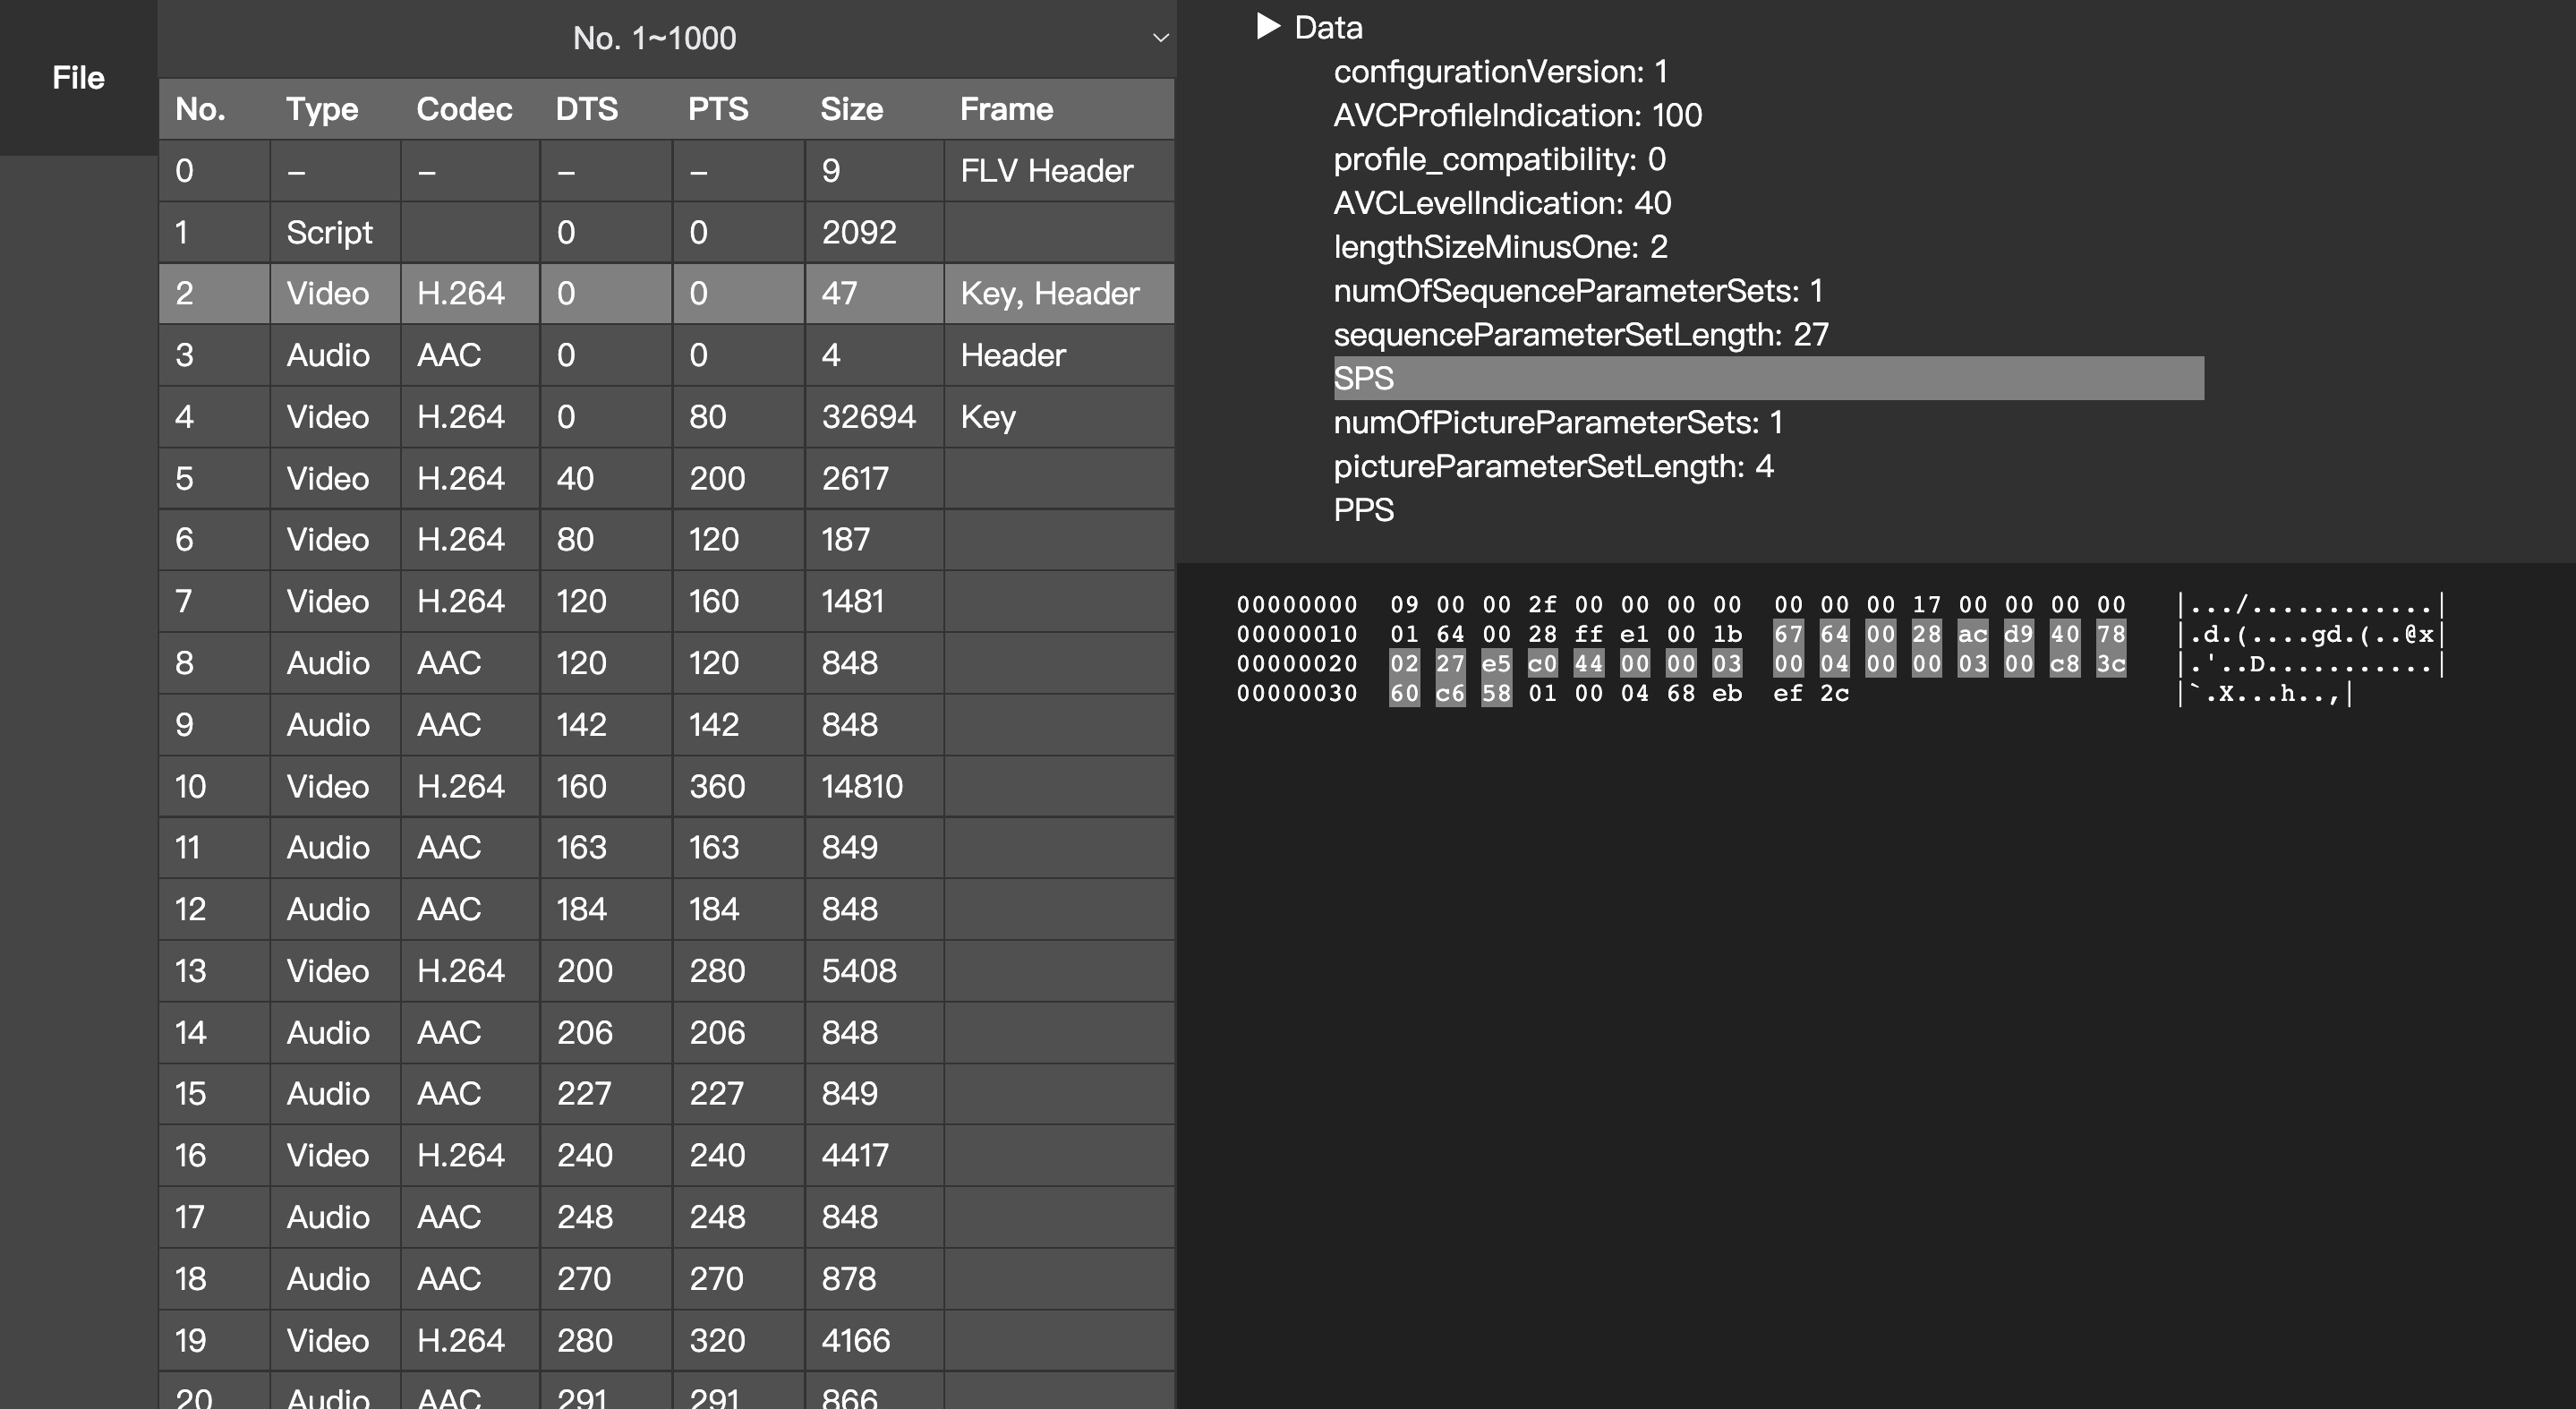 File
No. 1~1000
No. Type Codec DTS PTS Size Frame
0 – – – – 9 FLV Header
1 Script 0 0 2092
2 Video H.264 0 0 47 Key, Header
3 Audio AAC 0 0 4 Header
4 Video H.264 0 80 32694 Key
5 Video H.264 40 200 2617
6 Video H.264 80 120 187
7 Video H.264 120 160 1481
8 Audio AAC 120 120 848
9 Audio AAC 142 142 848
10 Video H.264 160 360 14810
11 Audio AAC 163 163 849
12 Audio AAC 184 184 848
13 Video H.264 200 280 5408
14 Audio AAC 206 206 848
15 Audio AAC 227 227 849
16 Video H.264 240 240 4417
17 Audio AAC 248 248 848
18 Audio AAC 270 270 878
19 Video H.264 280 320 4166
20 Audio AAC 291 291 866
▶ Data
configurationVersion: 1
AVCProfileIndication: 100
profile_compatibility: 0
AVCLevelIndication: 40
lengthSizeMinusOne: 2
numOfSequenceParameterSets: 1
sequenceParameterSetLength: 27
SPS
numOfPictureParameterSets: 1
pictureParameterSetLength: 4
PPS
00000000 09 00 00 2f 00 00 00 00 00 00 00 17 00 00 00 00 |.../............|
00000010 01 64 00 28 ff e1 00 1b 67 64 00 28 ac d9 40 78 |.d.(....gd.(..@x|
00000020 02 27 e5 c0 44 00 00 03 00 04 00 00 03 00 c8 3c |.'..D...........|
00000030 60 c6 58 01 00 04 68 eb ef 2c |`.X...h..,|